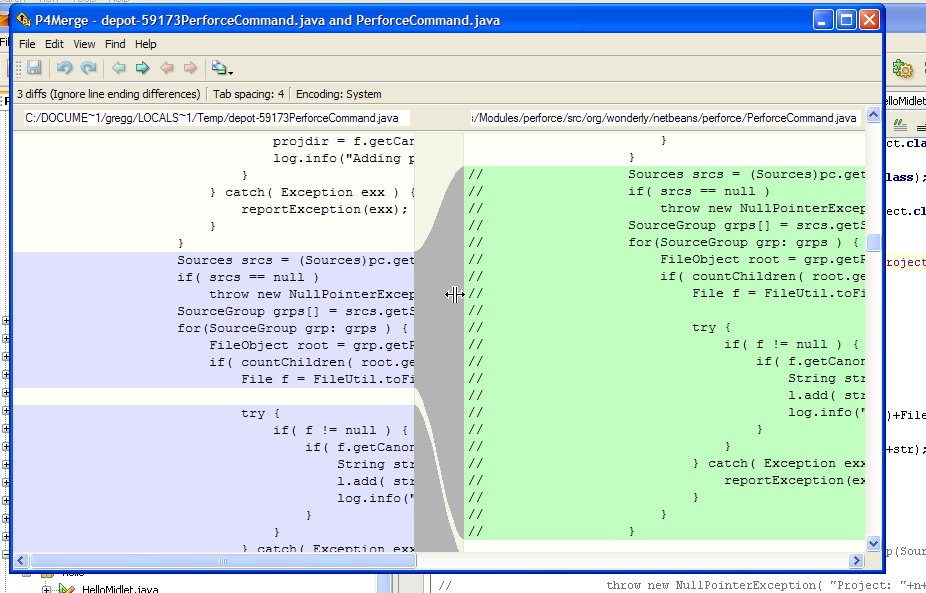 P4Merge - depot-59173PerforceCommand.java and PerforceCommand.java
File Edit View Find Help
3 diffs (Ignore line ending differences) Tab spacing: 4 Encoding: System
C:/DOCUME~1/gregg/LOCALS~1/Temp/depot-59173PerforceCommand.java
:/Modules/perforce/src/org/wonderly/netbeans/perforce/PerforceCommand.java
projdir = f.getCar
log.info("Adding p
}
} catch( Exception exx ) {
reportException(exx);
}
}
Sources srcs = (Sources)pc.get
if( srcs == null )
throw new NullPointerExcep
SourceGroup grps[] = srcs.getS
for(SourceGroup grp: grps ) {
FileObject root = grp.getF
if( countChildren( root.ge
File f = FileUtil.toFi
try {
if( f != null ) {
if( f.getCanor
String str
l.add( str
log.info("
}
}
} catch( Exception exx
}
}
// Sources srcs = (Sources)pc.get
// if( srcs == null )
// throw new NullPointerExcep
// SourceGroup grps[] = srcs.getS
// for(SourceGroup grp: grps ) {
// FileObject root = grp.getF
// if( countChildren( root.ge
// File f = FileUtil.toFi
//
// try {
// if( f != null ) {
// if( f.getCanor
// String str
// l.add( str
// log.info("
// }
// }
// } catch( Exception exx
// reportException(ex
// }
// }
// }
elloMidlet
ect.cla
lass);
ect.cl
roject
)+File
+str);
p(Sour
Hello
HelloMidlet.java
// throw new NullPointerException( "Project: "+n+